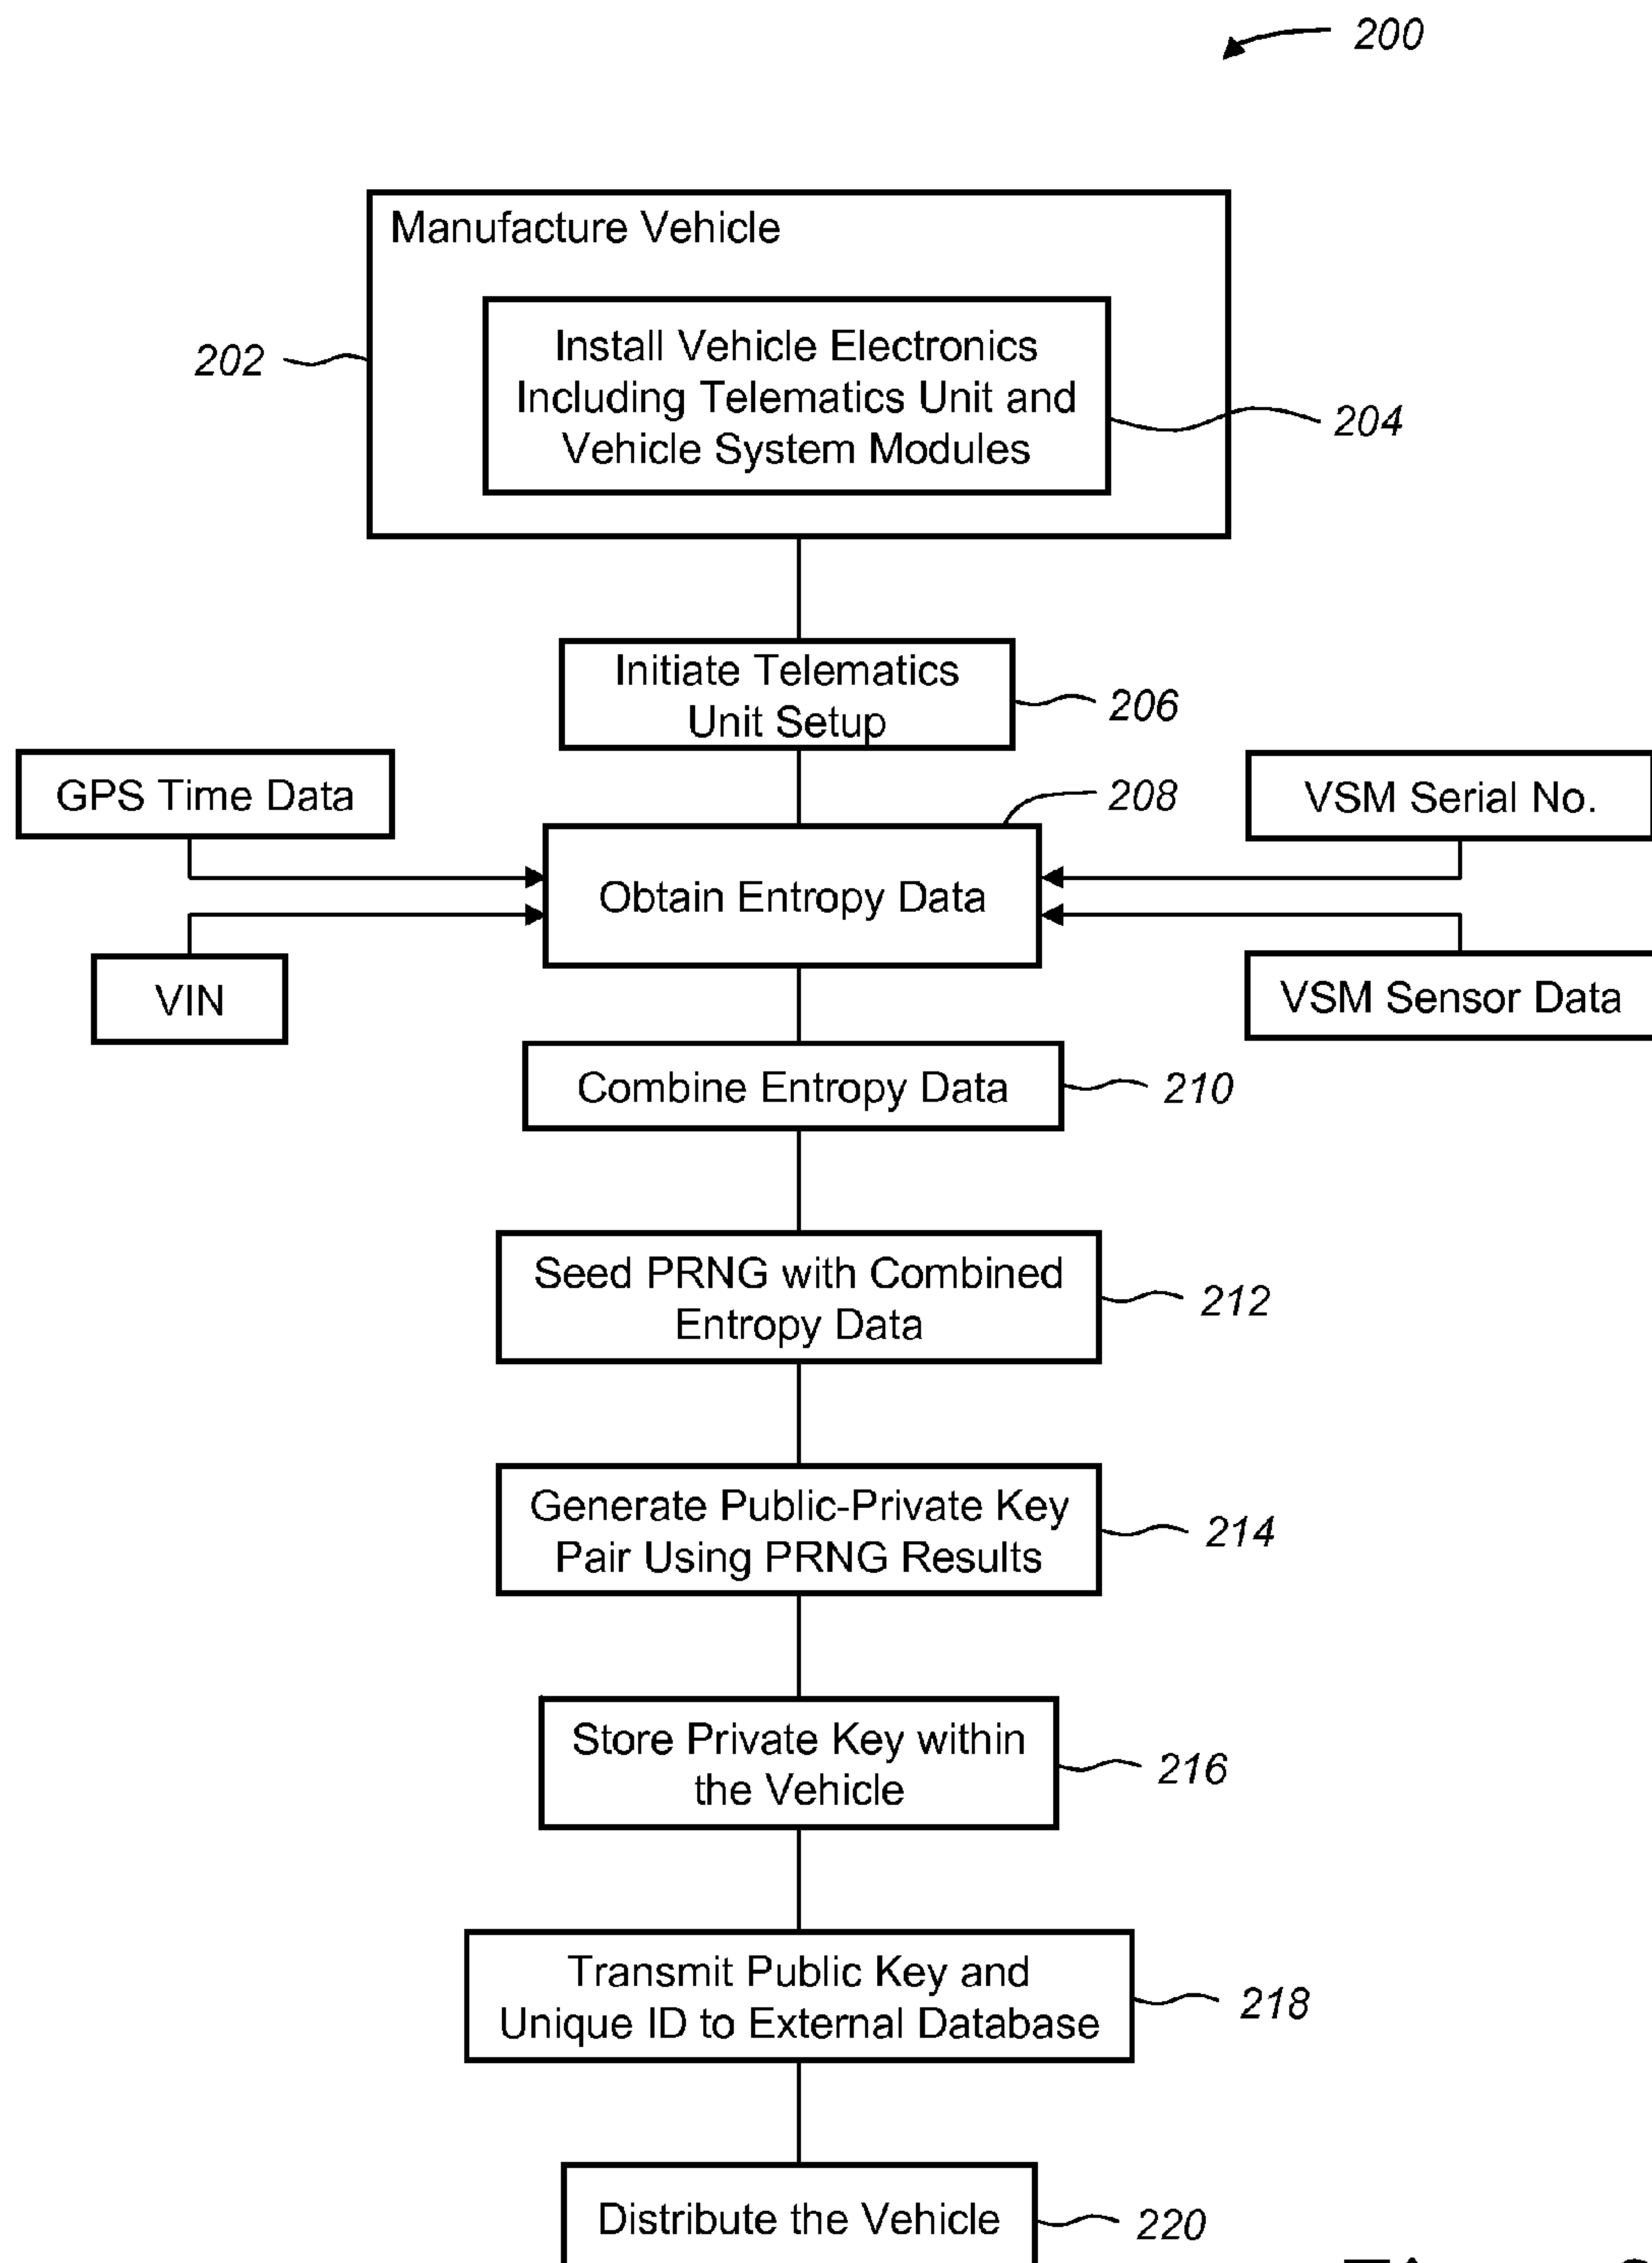 200
Manufacture Vehicle
Install Vehicle Electronics
Including Telematics Unit and
Vehicle System Modules
202
204
Initiate Telematics
Unit Setup
206
GPS Time Data
208
VSM Serial No.
Obtain Entropy Data
VIN
VSM Sensor Data
Combine Entropy Data
210
Seed PRNG with Combined
Entropy Data
212
Generate Public-Private Key
Pair Using PRNG Results
214
Store Private Key within
the Vehicle
216
Transmit Public Key and
Unique ID to External Database
218
Distribute the Vehicle
220